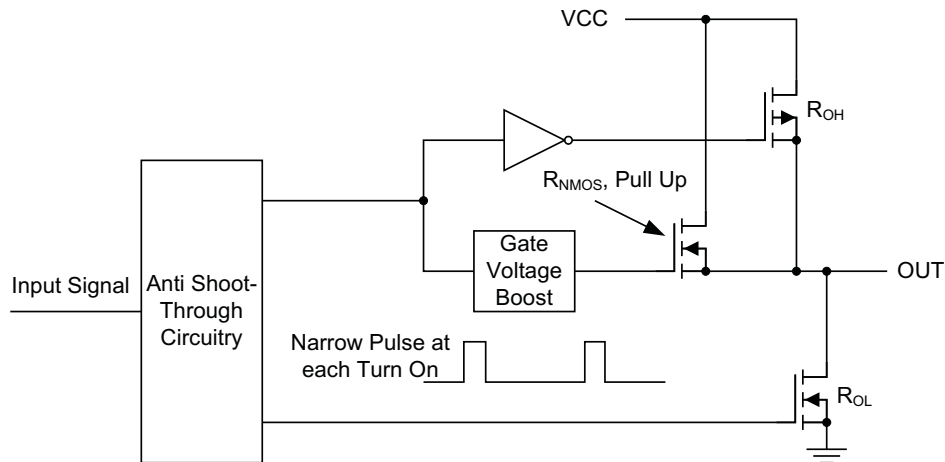 VCC
R_OH
R_NMOS, Pull Up
Gate
Voltage
Boost
OUT
Input Signal
Anti Shoot-
Through
Circuitry
Narrow Pulse at
each Turn On
R_OL